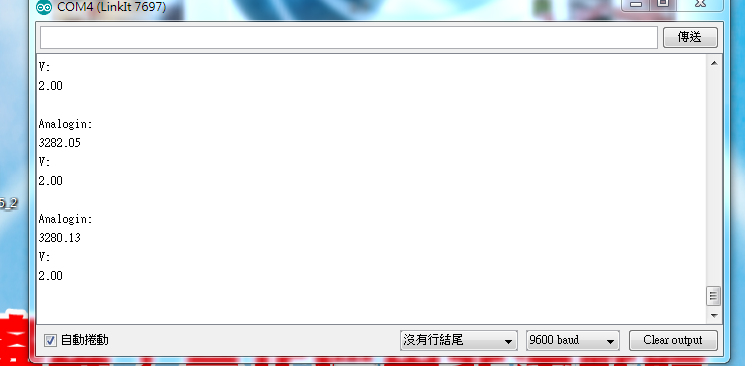 COM4 (LinkIt 7697)
傳送
V:
2.00
Analogin:
3282.05
V:
2.00
Analogin:
3280.13
V:
2.00
自動捲動
沒有行結尾
9600 baud
Clear output